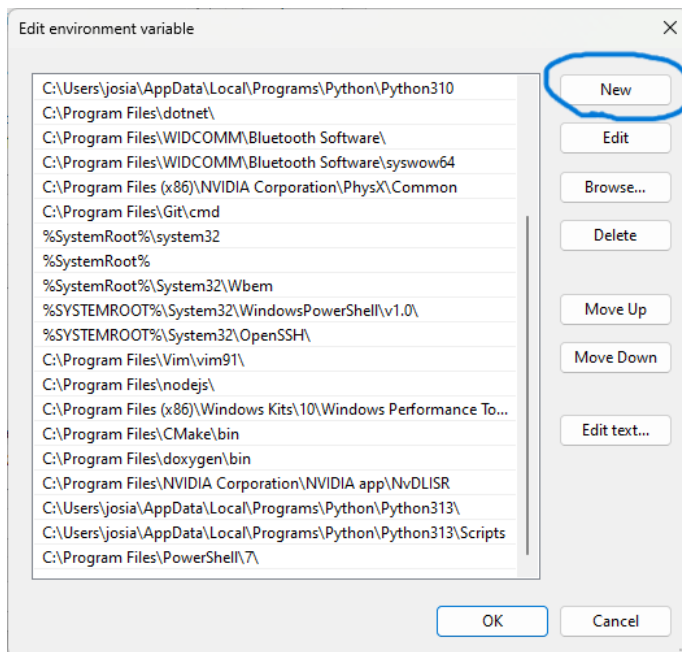 Edit environment variable
C:\Users\josia\AppData\Local\Programs\Python\Python310
C:\Program Files\dotnet\
C:\Program Files\WIDCOMM\Bluetooth Software\
C:\Program Files\WIDCOMM\Bluetooth Software\syswow64
C:\Program Files (x86)\NVIDIA Corporation\PhysX\Common
C:\Program Files\Git\cmd
%SystemRoot%\system32
%SystemRoot%
%SystemRoot%\System32\Wbem
%SYSTEMROOT%\System32\WindowsPowerShell\v1.0\
%SYSTEMROOT%\System32\OpenSSH\
C:\Program Files\Vim\vim91\
C:\Program Files\nodejs\
C:\Program Files (x86)\Windows Kits\10\Windows Performance To...
C:\Program Files\CMake\bin
C:\Program Files\doxygen\bin
C:\Program Files\NVIDIA Corporation\NVIDIA app\NvDLISR
C:\Users\josia\AppData\Local\Programs\Python\Python313\
C:\Users\josia\AppData\Local\Programs\Python\Python313\Scripts
C:\Program Files\PowerShell\7\
New
Edit
Browse...
Delete
Move Up
Move Down
Edit text...
OK
Cancel